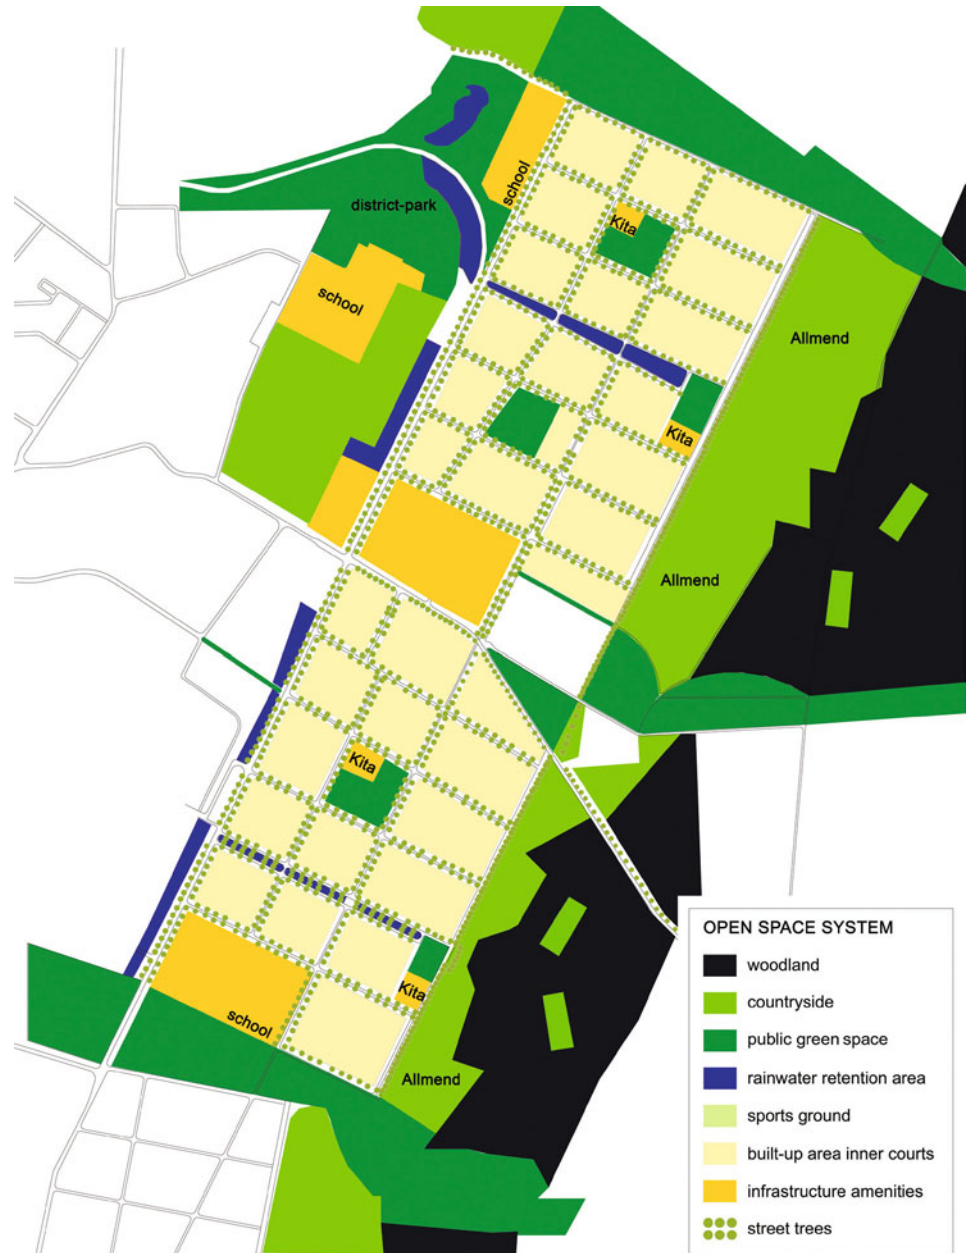 school
district-park
Kita
school
Allmend
Kita
Allmend
Kita
Kita
school
Allmend
OPEN SPACE SYSTEM
woodland
countryside
public green space
rainwater retention area
sports ground
built-up area inner courts
infrastructure amenities
street trees